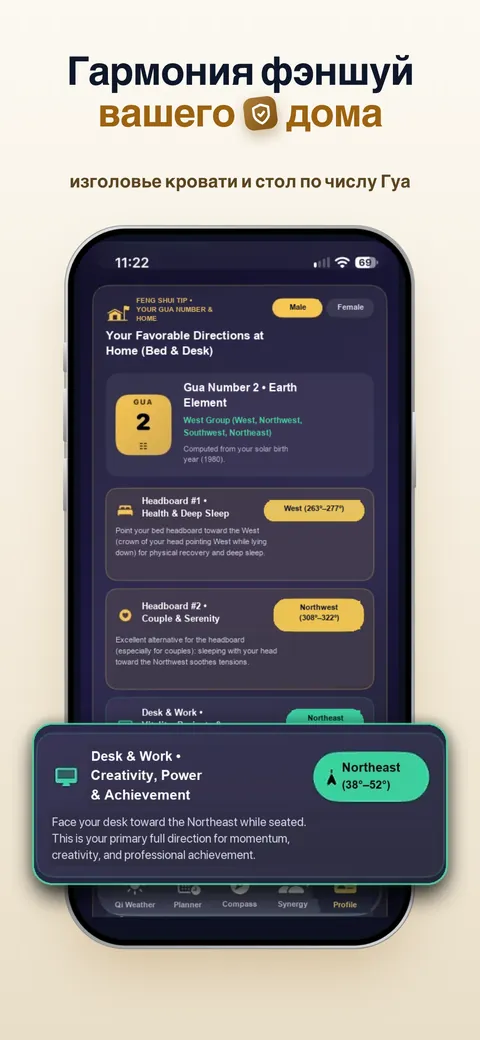 Гармония фэншуй
вашего дома
изголовье кровати и стол по числу Гуа
11:22
69
FENG SHUI TIP •
YOUR GUA NUMBER &
HOME
Male
Female
Your Favorable Directions at
Home (Bed & Desk)
GUA
2
Gua Number 2 • Earth
Element
West Group (West, Northwest,
Southwest, Northeast)
Computed from your solar birth
year (1980).
Headboard #1 •
Health & Deep Sleep
West (263°–277°)
Point your bed headboard toward the West
(crown of your head pointing West while lying
down) for physical recovery and deep sleep.
Headboard #2 •
Couple & Serenity
Northwest
(308°–322°)
Excellent alternative for the headboard
(especially for couples): sleeping with your head
toward the Northwest soothes tensions.
Desk & Work •
Northeast
Desk & Work •
Creativity, Power
& Achievement
Northeast
(38°–52°)
Face your desk toward the Northeast while seated.
This is your primary full direction for momentum,
creativity, and professional achievement.
Qi Weather
Planner
Compass
Synergy
Profile